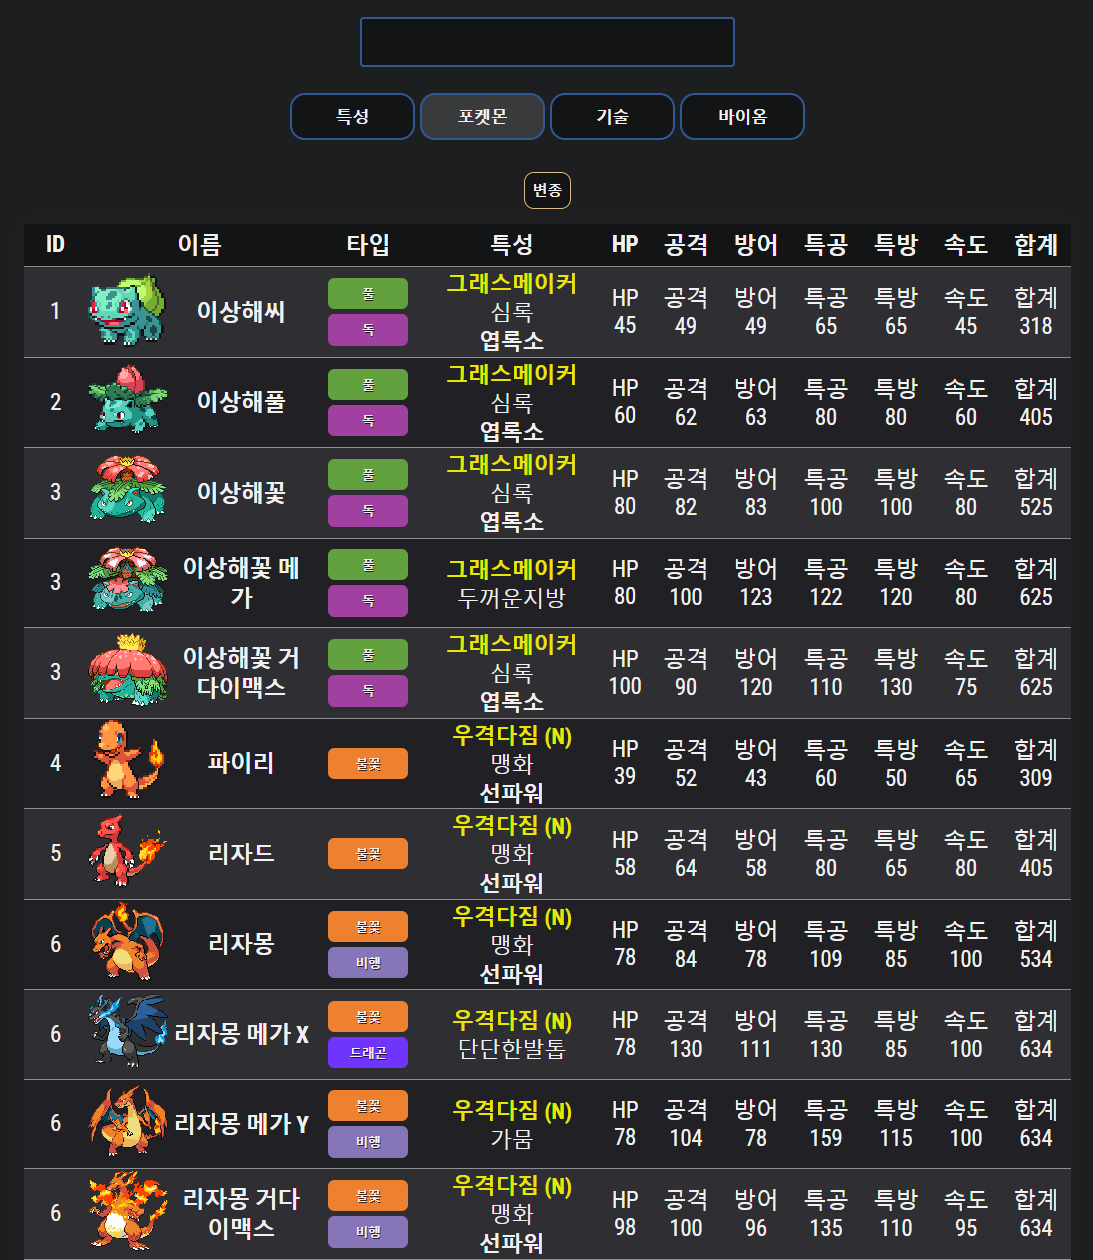 특성 포켓몬 기술 바이옴
변종
ID 이름 타입 특성 HP 공격 방어 특공 특방 속도 합계
1 이상해씨 풀 독 그래스메이커 심록 엽록소 HP 45 공격 49 방어 49 특공 65 특방 65 속도 45 합계 318
2 이상해풀 풀 독 그래스메이커 심록 엽록소 HP 60 공격 62 방어 63 특공 80 특방 80 속도 60 합계 405
3 이상해꽃 풀 독 그래스메이커 심록 엽록소 HP 80 공격 82 방어 83 특공 100 특방 100 속도 80 합계 525
3 이상해꽃 메가 풀 독 그래스메이커 두꺼운지방 HP 80 공격 100 방어 123 특공 122 특방 120 속도 80 합계 625
3 이상해꽃 거다이맥스 풀 독 그래스메이커 심록 엽록소 HP 100 공격 90 방어 120 특공 110 특방 130 속도 75 합계 625
4 파이리 불꽃 우격다짐 (N) 맹화 선파워 HP 39 공격 52 방어 43 특공 60 특방 50 속도 65 합계 309
5 리자드 불꽃 우격다짐 (N) 맹화 선파워 HP 58 공격 64 방어 58 특공 80 특방 65 속도 80 합계 405
6 리자몽 불꽃 비행 우격다짐 (N) 맹화 선파워 HP 78 공격 84 방어 78 특공 109 특방 85 속도 100 합계 534
6 리자몽 메가 X 불꽃 드래곤 우격다짐 (N) 단단한발톱 HP 78 공격 130 방어 111 특공 130 특방 85 속도 100 합계 634
6 리자몽 메가 Y 불꽃 비행 우격다짐 (N) 가뭄 HP 78 공격 104 방어 78 특공 159 특방 115 속도 100 합계 634
6 리자몽 거다이맥스 불꽃 비행 우격다짐 (N) 맹화 선파워 HP 98 공격 100 방어 96 특공 135 특방 110 속도 95 합계 634